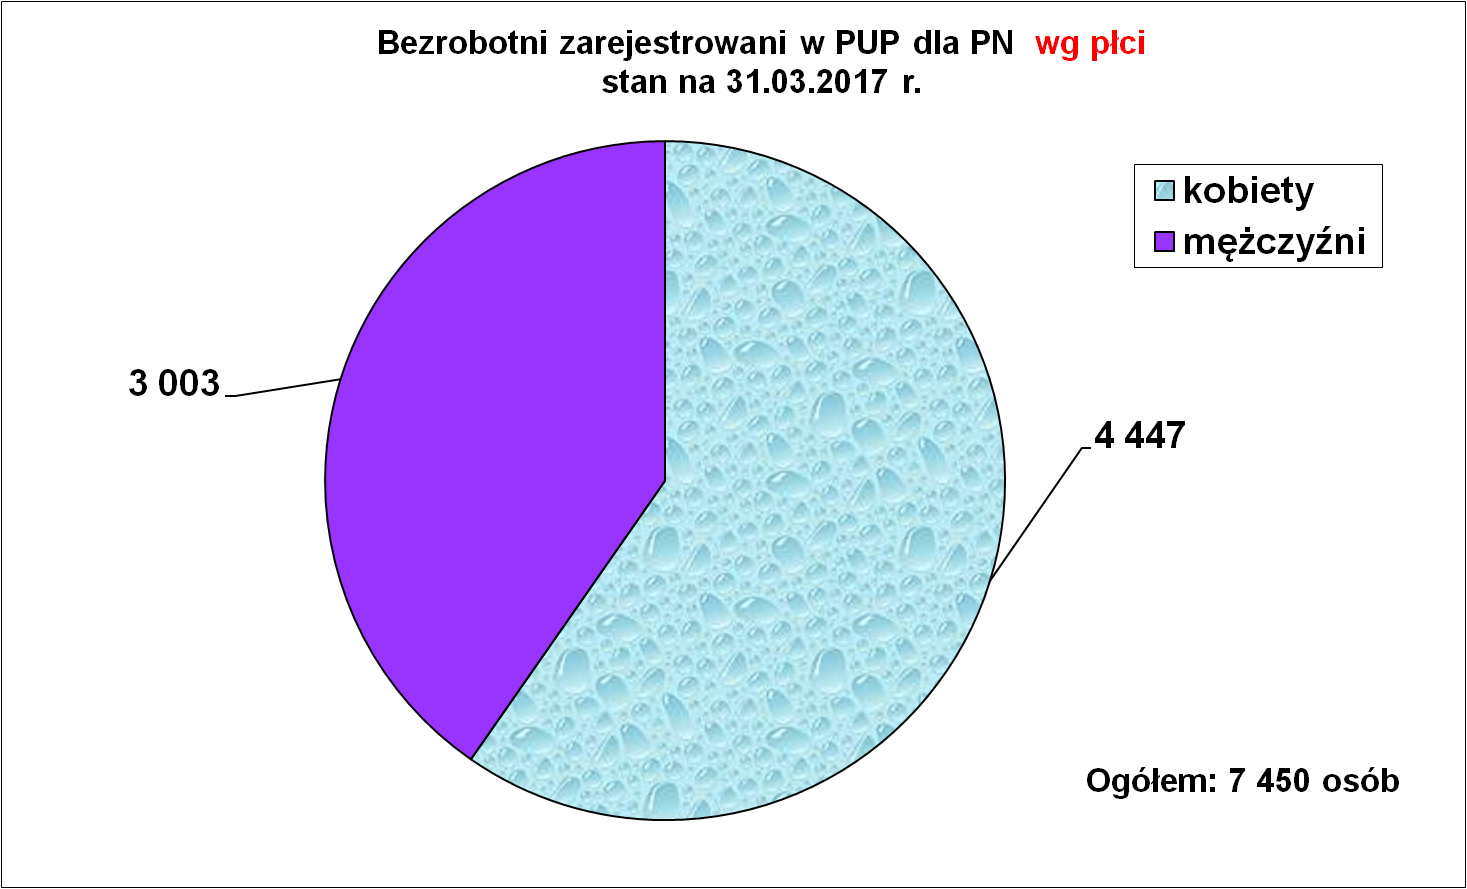 Bezrobotni zarejestrowani w PUP dla PN wg płci
stan na 31.03.2017 r.
kobiety
mężczyźni
3 003
4 447
Ogółem: 7 450 osób